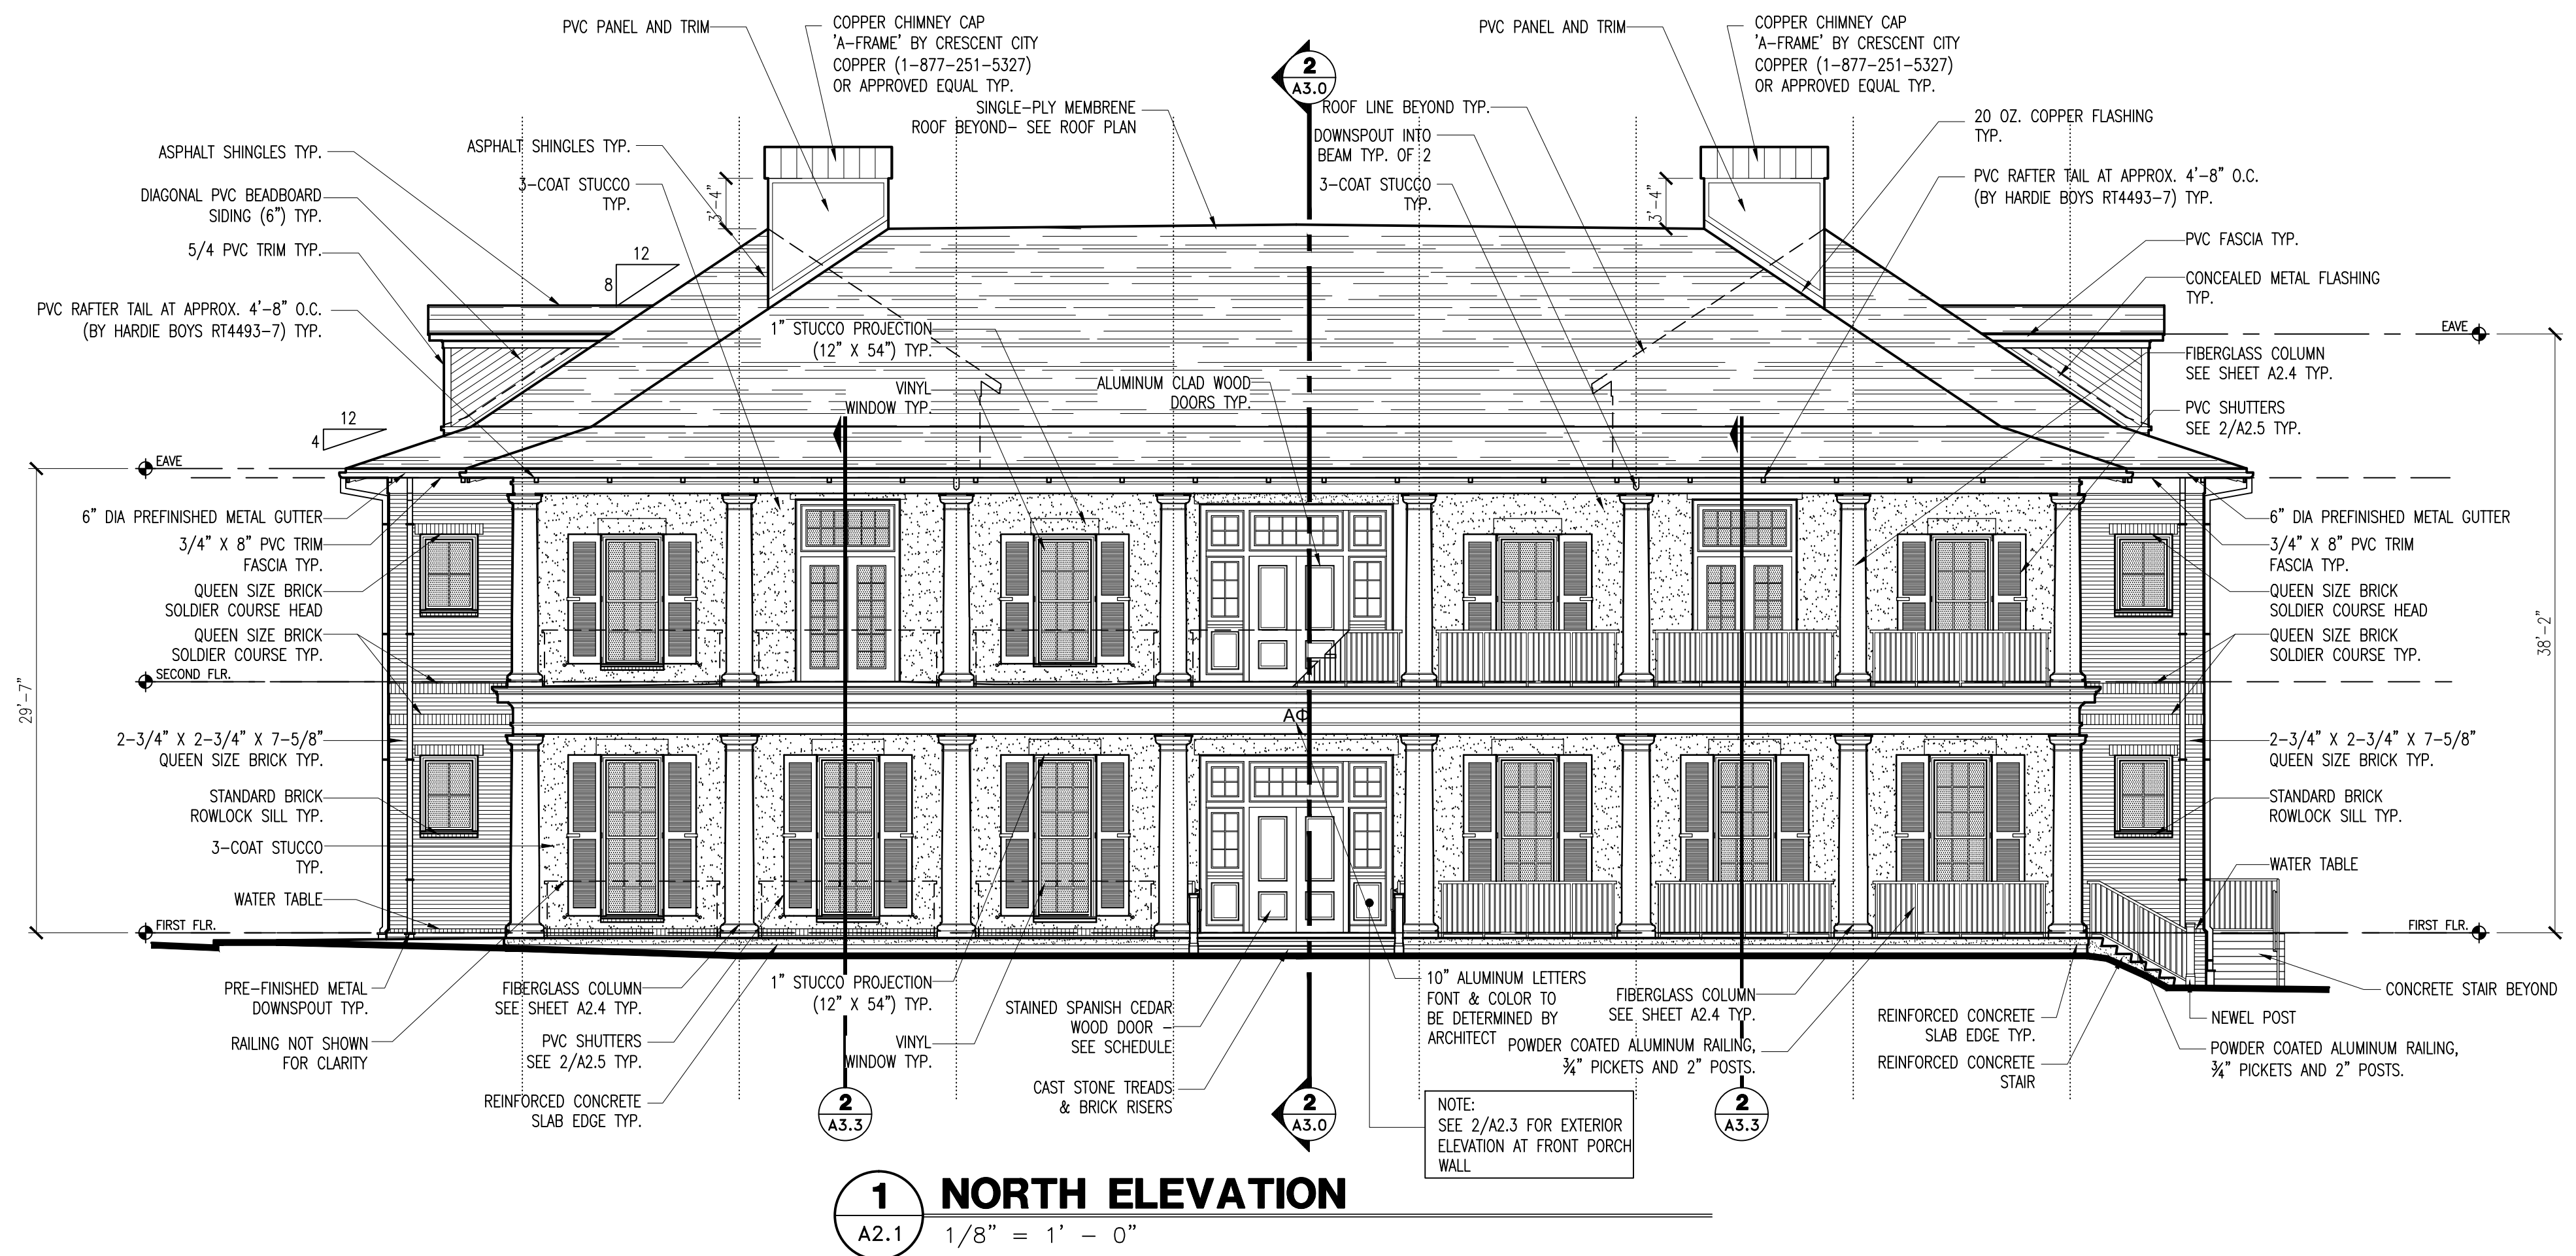 PVC PANEL AND TRIM
COPPER CHIMNEY CAP
'A-FRAME' BY CRESCENT CITY
COPPER (1-877-251-5327)
OR APPROVED EQUAL TYP.
SINGLE-PLY MEMBRENE
ROOF BEYOND- SEE ROOF PLAN
2
A3.0
PVC PANEL AND TRIM
COPPER CHIMNEY CAP
'A-FRAME' BY CRESCENT CITY
COPPER (1-877-251-5327)
OR APPROVED EQUAL TYP.
ROOF LINE BEYOND TYP.
DOWNSPOUT INTO
BEAM TYP. OF 2
3-COAT STUCCO
TYP.
20 OZ. COPPER FLASHING
TYP.
PVC RAFTER TAIL AT APPROX. 4'-8" O.C.
(BY HARDIE BOYS RT4493-7) TYP.
PVC FASCIA TYP.
CONCEALED METAL FLASHING
TYP.
EAVE
FIBERGLASS COLUMN
SEE SHEET A2.4 TYP.
PVC SHUTTERS
SEE 2/A2.5 TYP.
ASPHALT SHINGLES TYP.
DIAGONAL PVC BEADBOARD
SIDING (6") TYP.
5/4 PVC TRIM TYP.
PVC RAFTER TAIL AT APPROX. 4'-8" O.C.
(BY HARDIE BOYS RT4493-7) TYP.
ASPHALT SHINGLES TYP.
3-COAT STUCCO
TYP.
3'-4"
3'-4"
12
8
12
4
1" STUCCO PROJECTION
(12" X 54") TYP.
VINYL
WINDOW TYP.
ALUMINUM CLAD WOOD
DOORS TYP.
EAVE
6" DIA PREFINISHED METAL GUTTER
3/4" X 8" PVC TRIM
FASCIA TYP.
QUEEN SIZE BRICK
SOLDIER COURSE HEAD
QUEEN SIZE BRICK
SOLDIER COURSE TYP.
SECOND FLR.
29'-7"
2-3/4" X 2-3/4" X 7-5/8"
QUEEN SIZE BRICK TYP.
STANDARD BRICK
ROWLOCK SILL TYP.
3-COAT STUCCO
TYP.
WATER TABLE
FIRST FLR.
6" DIA PREFINISHED METAL GUTTER
3/4" X 8" PVC TRIM
FASCIA TYP.
QUEEN SIZE BRICK
SOLDIER COURSE HEAD
QUEEN SIZE BRICK
SOLDIER COURSE TYP.
38'-2"
2-3/4" X 2-3/4" X 7-5/8"
QUEEN SIZE BRICK TYP.
STANDARD BRICK
ROWLOCK SILL TYP.
WATER TABLE
FIRST FLR.
ΑΦ
PRE-FINISHED METAL
DOWNSPOUT TYP.
RAILING NOT SHOWN
FOR CLARITY
FIBERGLASS COLUMN
SEE SHEET A2.4 TYP.
PVC SHUTTERS
SEE 2/A2.5 TYP.
REINFORCED CONCRETE
SLAB EDGE TYP.
1" STUCCO PROJECTION
(12" X 54") TYP.
VINYL
WINDOW TYP.
STAINED SPANISH CEDAR
WOOD DOOR -
SEE SCHEDULE
CAST STONE TREADS
& BRICK RISERS
10" ALUMINUM LETTERS
FONT & COLOR TO
BE DETERMINED BY
ARCHITECT
FIBERGLASS COLUMN
SEE SHEET A2.4 TYP.
POWDER COATED ALUMINUM RAILING,
¾" PICKETS AND 2" POSTS.
REINFORCED CONCRETE
SLAB EDGE TYP.
REINFORCED CONCRETE
STAIR
CONCRETE STAIR BEYOND
NEWEL POST
POWDER COATED ALUMINUM RAILING,
¾" PICKETS AND 2" POSTS.
2
A3.3
2
A3.0
2
A3.3
NOTE:
SEE 2/A2.3 FOR EXTERIOR
ELEVATION AT FRONT PORCH
WALL
1
A2.1
NORTH ELEVATION
1/8" = 1' - 0"